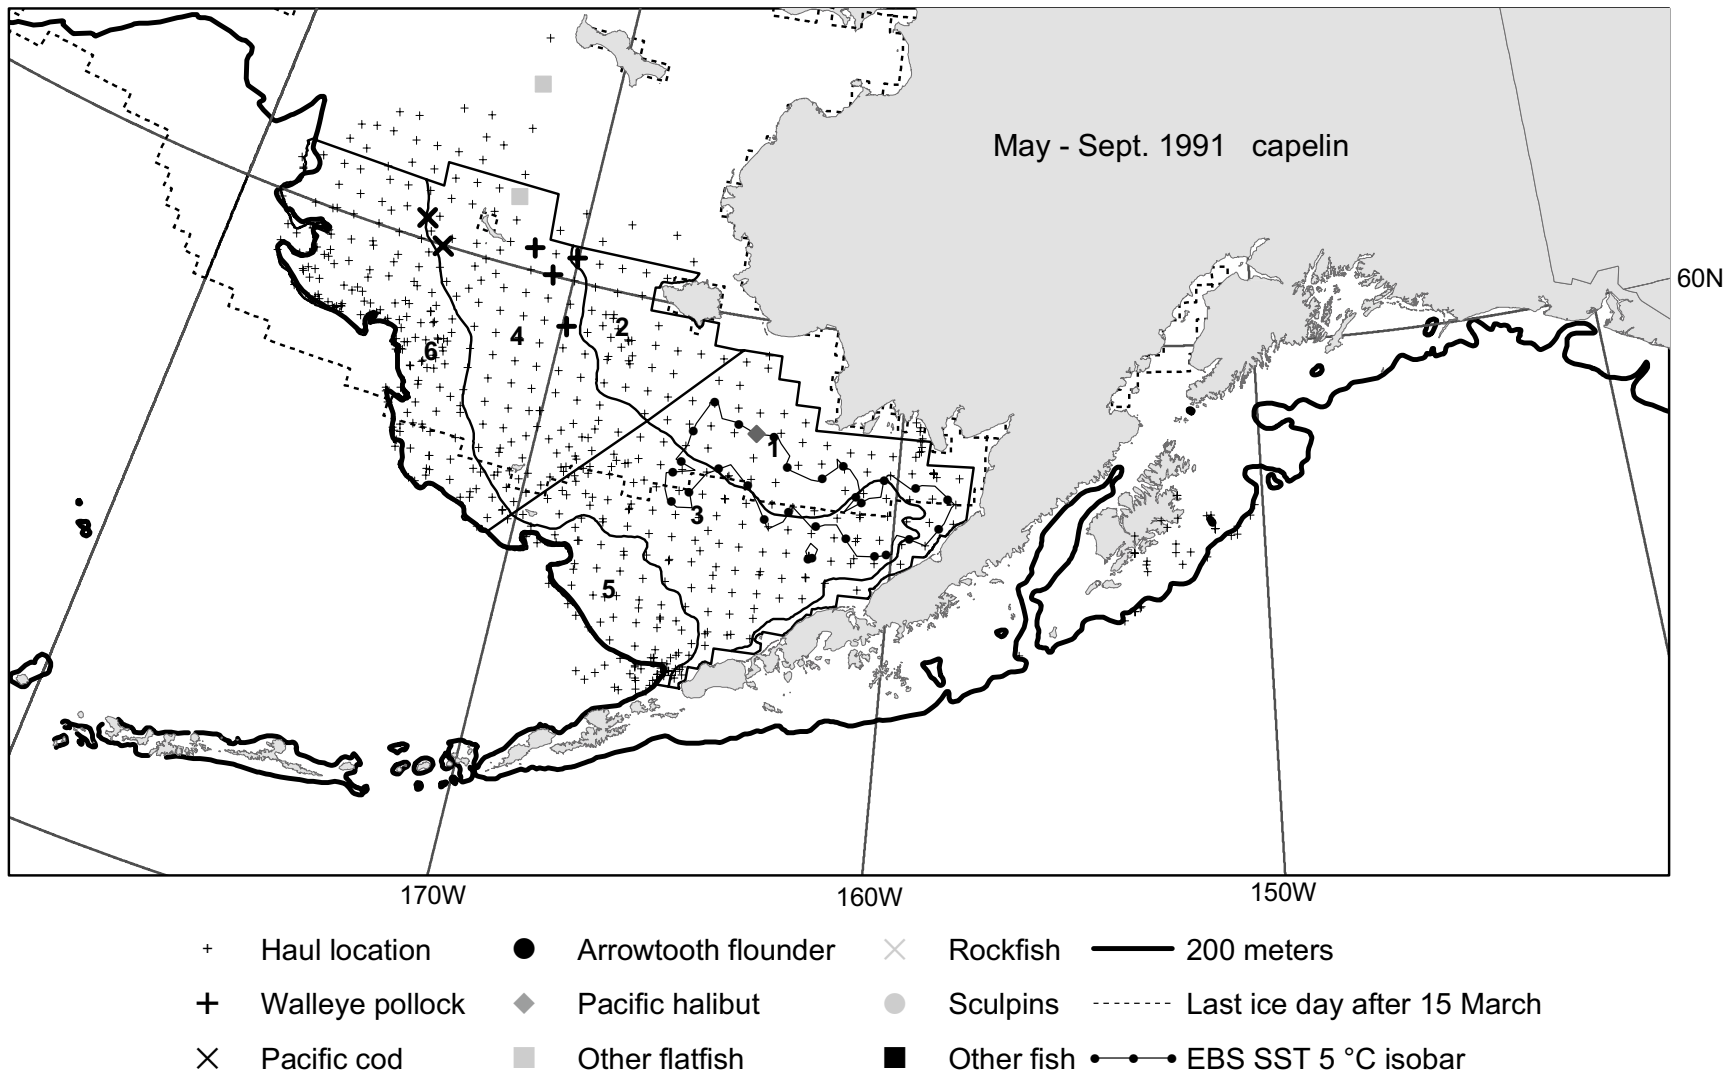 May - Sept. 1991 capelin
60N
2
4
6
1
3
5
170W
160W
150W
Haul location
Arrowtooth flounder
Rockfish
200 meters
Walleye pollock
Pacific halibut
Sculpins
Last ice day after 15 March
Pacific cod
Other flatfish
Other fish
EBS SST 5 °C isobar